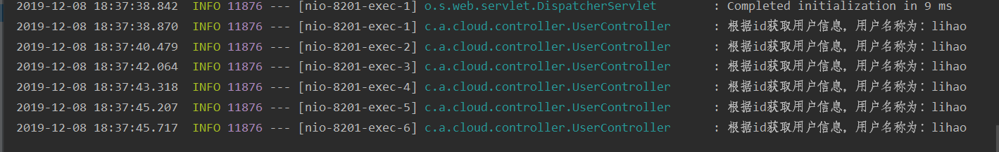 2019-12-08 18:37:38.842  INFO 11876 --- [nio-8201-exec-1] o.s.web.servlet.DispatcherServlet        : Completed initialization in 9 ms
2019-12-08 18:37:38.870  INFO 11876 --- [nio-8201-exec-1] c.a.cloud.controller.UserController      : 根据id获取用户信息，用户名称为：lihao
2019-12-08 18:37:40.479  INFO 11876 --- [nio-8201-exec-2] c.a.cloud.controller.UserController      : 根据id获取用户信息，用户名称为：lihao
2019-12-08 18:37:42.064  INFO 11876 --- [nio-8201-exec-3] c.a.cloud.controller.UserController      : 根据id获取用户信息，用户名称为：lihao
2019-12-08 18:37:43.318  INFO 11876 --- [nio-8201-exec-4] c.a.cloud.controller.UserController      : 根据id获取用户信息，用户名称为：lihao
2019-12-08 18:37:45.207  INFO 11876 --- [nio-8201-exec-5] c.a.cloud.controller.UserController      : 根据id获取用户信息，用户名称为：lihao
2019-12-08 18:37:45.717  INFO 11876 --- [nio-8201-exec-6] c.a.cloud.controller.UserController      : 根据id获取用户信息，用户名称为：lihao